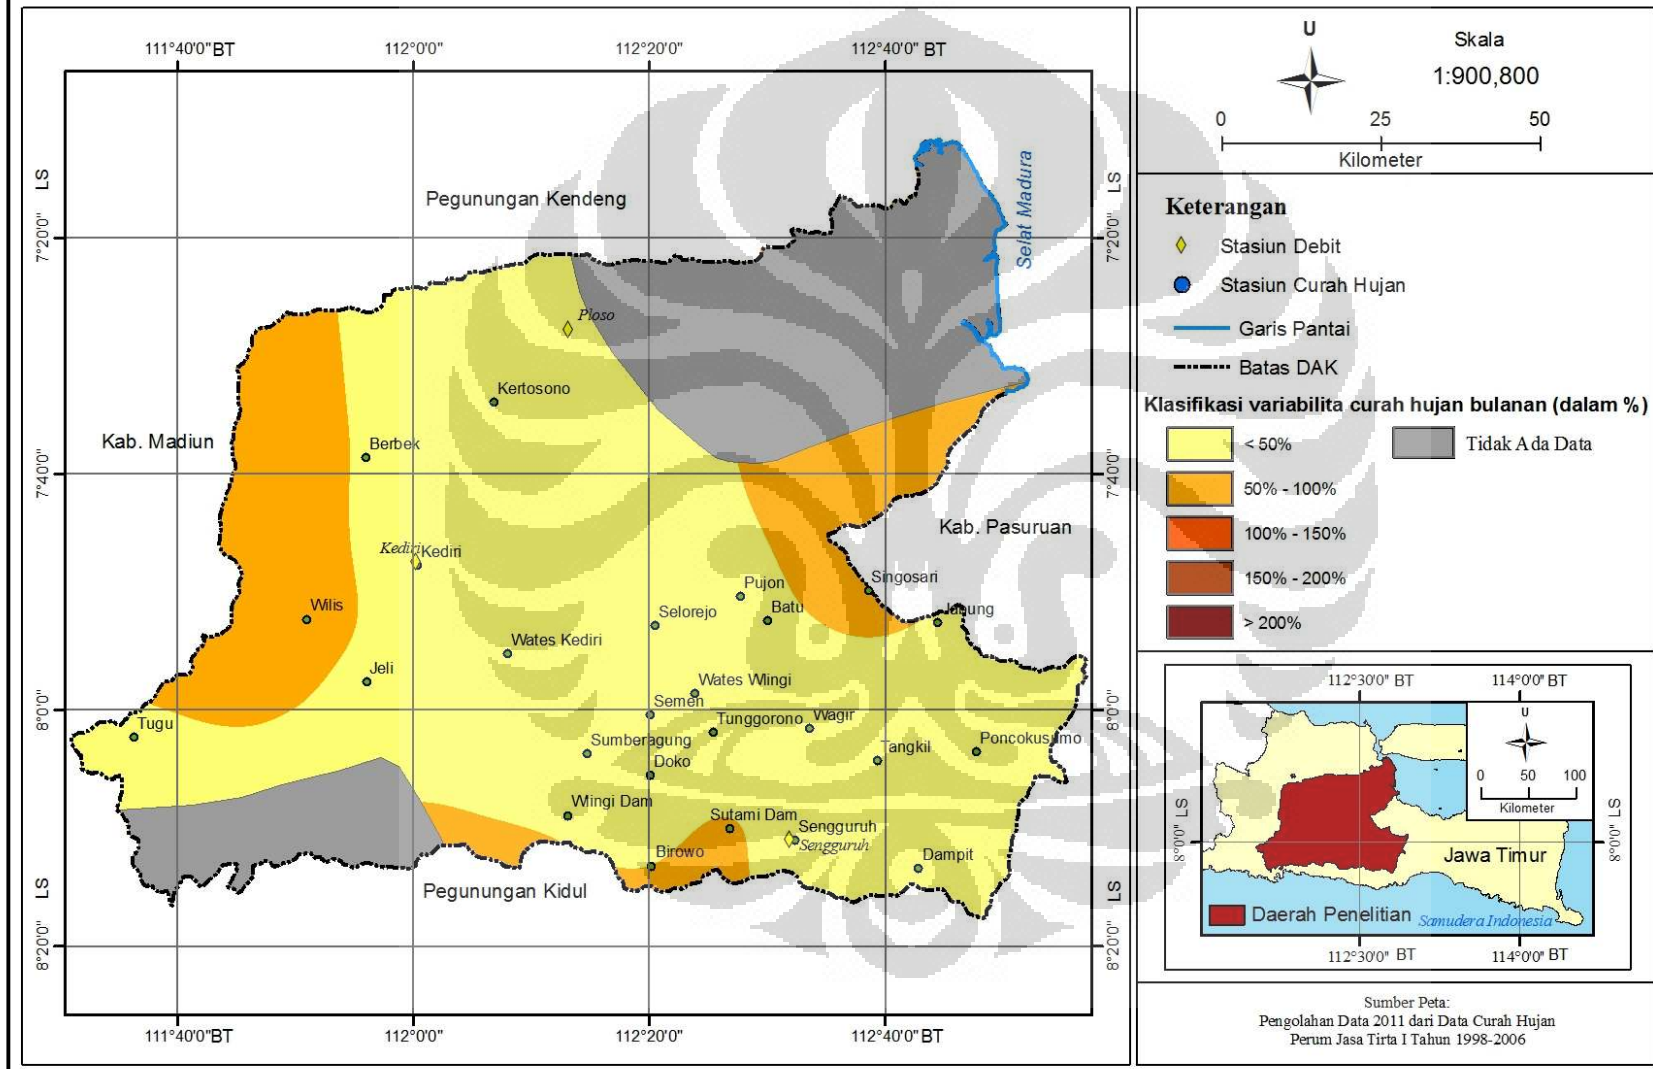 111°40'0"BT
112°0'0"
112°20'0"
112°40'0" BT
LS
LS
7°20'0"
7°20'0"
7°40'0"
7°40'0"
8°0'0"
8°0'0"
LS
LS
8°20'0"
8°20'0"
Pegunungan Kendeng
Selat Madura
Ploso
Kertosono
Kab. Madiun
Berbek
Kab. Pasuruan
Kediri
Kediri
Singosari
Pujon
Wilis
Selorejo
Batu
Jabung
Wates Kediri
Jeli
Wates Wlingi
Semen
Tugu
Tunggorono
Wagir
Sumberagung
Tangkil
Poncokusumo
Doko
Wlingi Dam
Sutami Dam
Sengguruh
Sengguruh
Birowo
Dampit
Pegunungan Kidul
111°40'0"BT
112°0'0"
112°20'0"
112°40'0" BT
U
Skala
1:900,800
0
25
50
Kilometer
Keterangan
Stasiun Debit
Stasiun Curah Hujan
Garis Pantai
Batas DAK
Klasifikasi variabilita curah hujan bulanan (dalam %)
< 50%
Tidak Ada Data
50% - 100%
100% - 150%
150% - 200%
> 200%
112°30'0" BT
114°0'0" BT
U
0
50
100
Kilometer
LS
LS
8°0'0"
8°0'0"
Jawa Timur
Daerah Penelitian
Samudera Indonesia
112°30'0" BT
114°0'0" BT
Sumber Peta:
Pengolahan Data 2011 dari Data Curah Hujan
Perum Jasa Tirta I Tahun 1998-2006